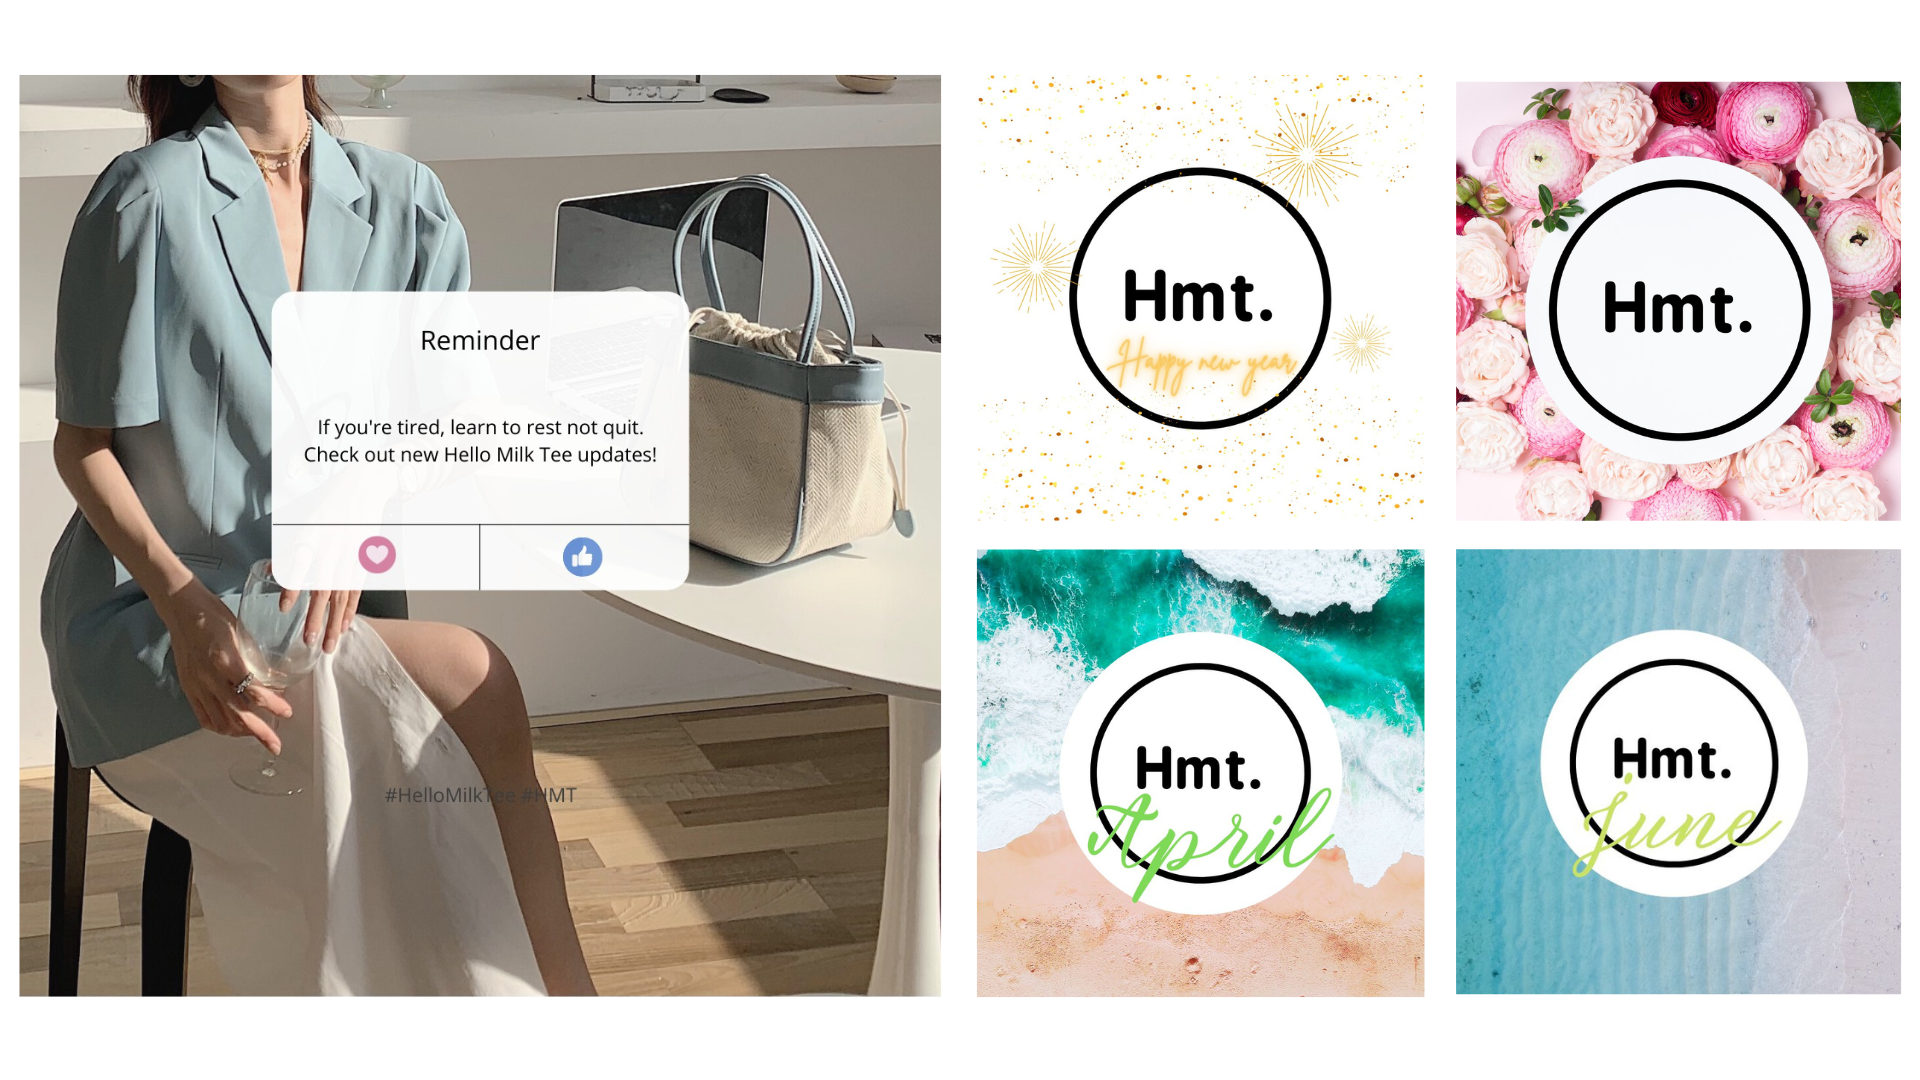 Reminder
If you're tired, learn to rest not quit.
Check out new Hello Milk Tee updates!
#HelloMilkTee #HMT
Hmt.
Happy new year
Hmt.
Hmt.
April
Hmt.
June